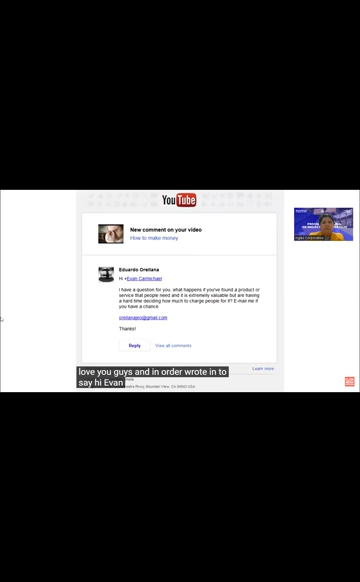 YouTube
New comment on your video
How to make money
Eduardo Orellana
Hi +Evan Carmichael
I have a question for you. what happens if you've found a product or
service that people need and it is extremely valuable but are having
a hard time deciding how much to charge people for it? E-mail me if
you have a chance.
orellanajeo@gmail.com
Thanks!
Reply View all comments
Learn more
love you guys and in order wrote in to
say hi Evan